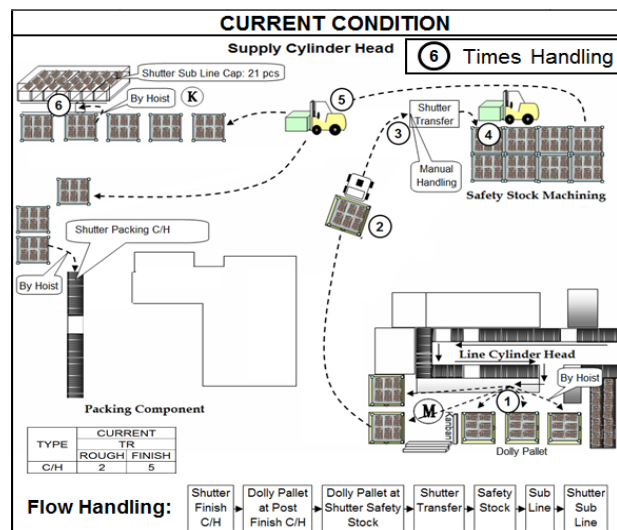 CURRENT CONDITION
Supply Cylinder Head
6 Times Handling
Shutter Sub Line Cap: 21 pcs
By Hoist
K
6
5
Shutter
Transfer
3
4
Manual
Handling
Safety Stock Machining
2
Shutter Packing C/H
By Hoist
Line Cylinder Head
By Hoist
1
M
Kanban
Dolly Pallet
Packing Component
TYPE
CURRENT
TR
ROUGH FINISH
C/H 2 5
Flow Handling:
Shutter
Finish
C/H
Dolly Pallet
at Post
Finish C/H
Dolly Pallet at
Shutter Safety
Stock
Shutter
Transfer
Safety
Stock
Sub
Line
Shutter
Sub
Line